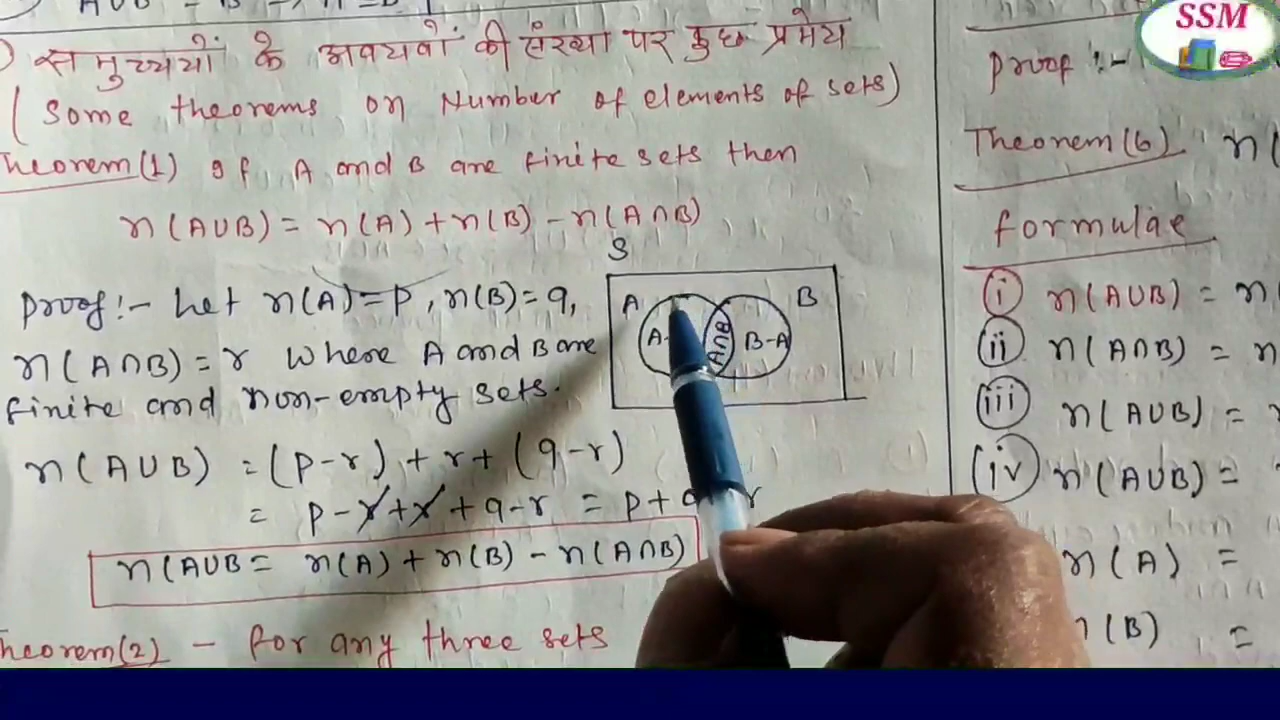 समुच्चयों के अवयवों की संख्या पर कुछ प्रमेय
(Some theorems on Number of elements of sets)
Theorem(1) If, A and B are finite sets then
n(A∪B) = n(A) + n(B) - n(A∩B)
S
Proof:- Let n(A)=p, n(B)=q,
A
B
A-
A∩B
B-A
n(A∩B) = r where A and B are
finite and non-empty sets.
n(A∪B) = (p-r) + r + (q-r)
= p-r+r+q-r = p+q r
n(A∪B = n(A) + n(B) - n(A∩B)
Theorem(2) - for any three sets
SSM
Proof :-
Theorem(6) n(
formulae
(i) n(A∪B) = n
(ii) n(A∩B) = n
(iii) n(A∪B) =
(iv) n(A∪B) =
n(A) =
n(B) =